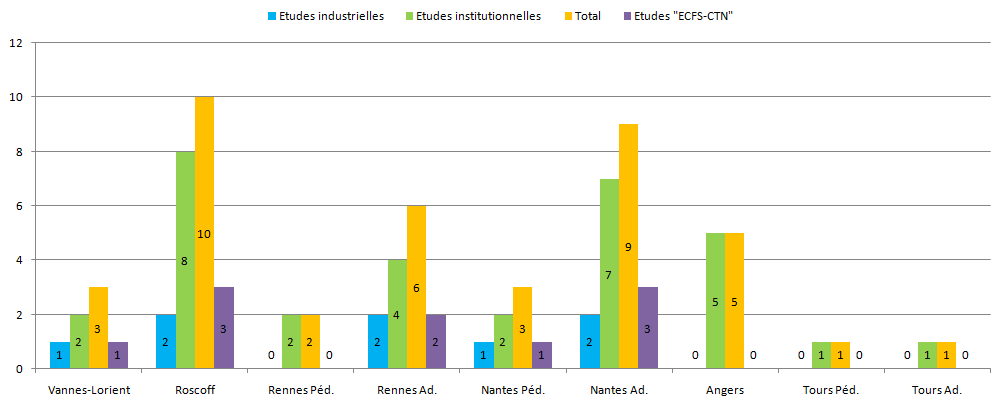 Etudes industrielles Etudes institutionnelles Total Etudes "ECFS-CTN"
12
10
8
6
4
2
0
1 2 3 1
2 8 10 3
0 2 2 0
2 4 6 2
1 2 3 1
2 7 9 3
0 5 5 0
0 1 1 0
0 1 1 0
Vannes-Lorient Roscoff Rennes Péd. Rennes Ad. Nantes Péd. Nantes Ad. Angers Tours Péd. Tours Ad.